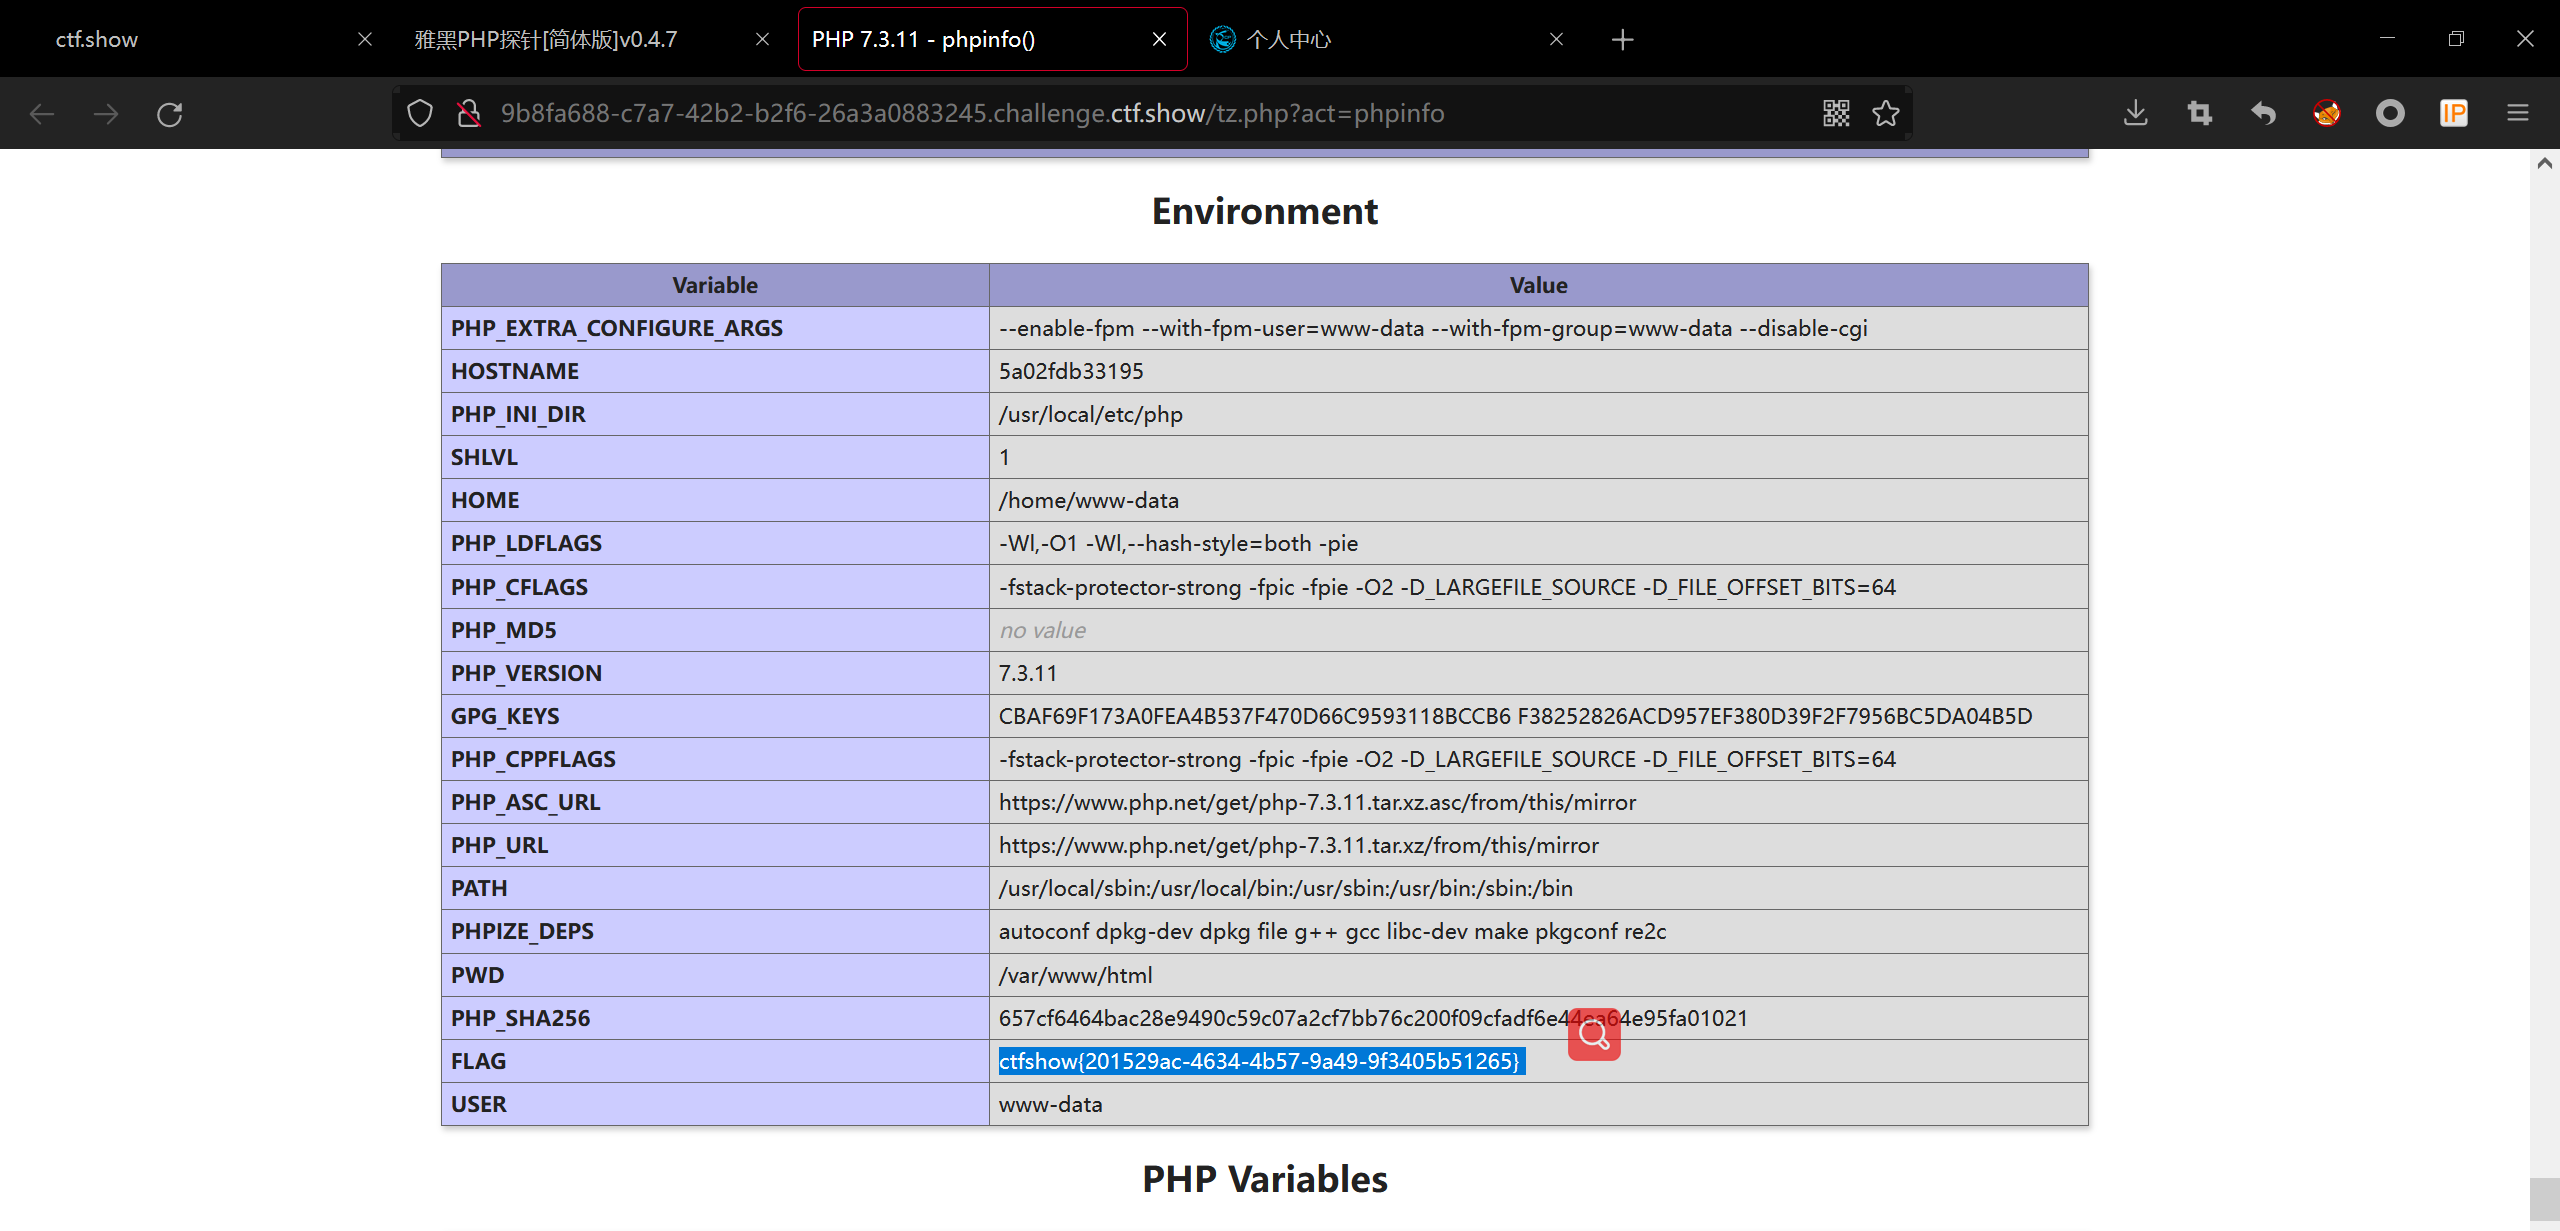 ctf.show
雅黑PHP探针[简体版]v0.4.7
PHP 7.3.11 - phpinfo()
个人中心
9b8fa688-c7a7-42b2-b2f6-26a3a0883245.challenge.ctf.show/tz.php?act=phpinfo
IP
Environment
Variable Value
PHP_EXTRA_CONFIGURE_ARGS --enable-fpm --with-fpm-user=www-data --with-fpm-group=www-data --disable-cgi
HOSTNAME 5a02fdb33195
PHP_INI_DIR /usr/local/etc/php
SHLVL 1
HOME /home/www-data
PHP_LDFLAGS -Wl,-O1 -Wl,--hash-style=both -pie
PHP_CFLAGS -fstack-protector-strong -fpic -fpie -O2 -D_LARGEFILE_SOURCE -D_FILE_OFFSET_BITS=64
PHP_MD5 no value
PHP_VERSION 7.3.11
GPG_KEYS CBAF69F173A0FEA4B537F470D66C9593118BCCB6 F38252826ACD957EF380D39F2F7956BC5DA04B5D
PHP_CPPFLAGS -fstack-protector-strong -fpic -fpie -O2 -D_LARGEFILE_SOURCE -D_FILE_OFFSET_BITS=64
PHP_ASC_URL https://www.php.net/get/php-7.3.11.tar.xz.asc/from/this/mirror
PHP_URL https://www.php.net/get/php-7.3.11.tar.xz/from/this/mirror
PATH /usr/local/sbin:/usr/local/bin:/usr/sbin:/usr/bin:/sbin:/bin
PHPIZE_DEPS autoconf dpkg-dev dpkg file g++ gcc libc-dev make pkgconf re2c
PWD /var/www/html
PHP_SHA256 657cf6464bac28e9490c59c07a2cf7bb76c200f09cfadf6e44ea64e95fa01021
FLAG ctfshow{201529ac-4634-4b57-9a49-9f3405b51265}
USER www-data
PHP Variables